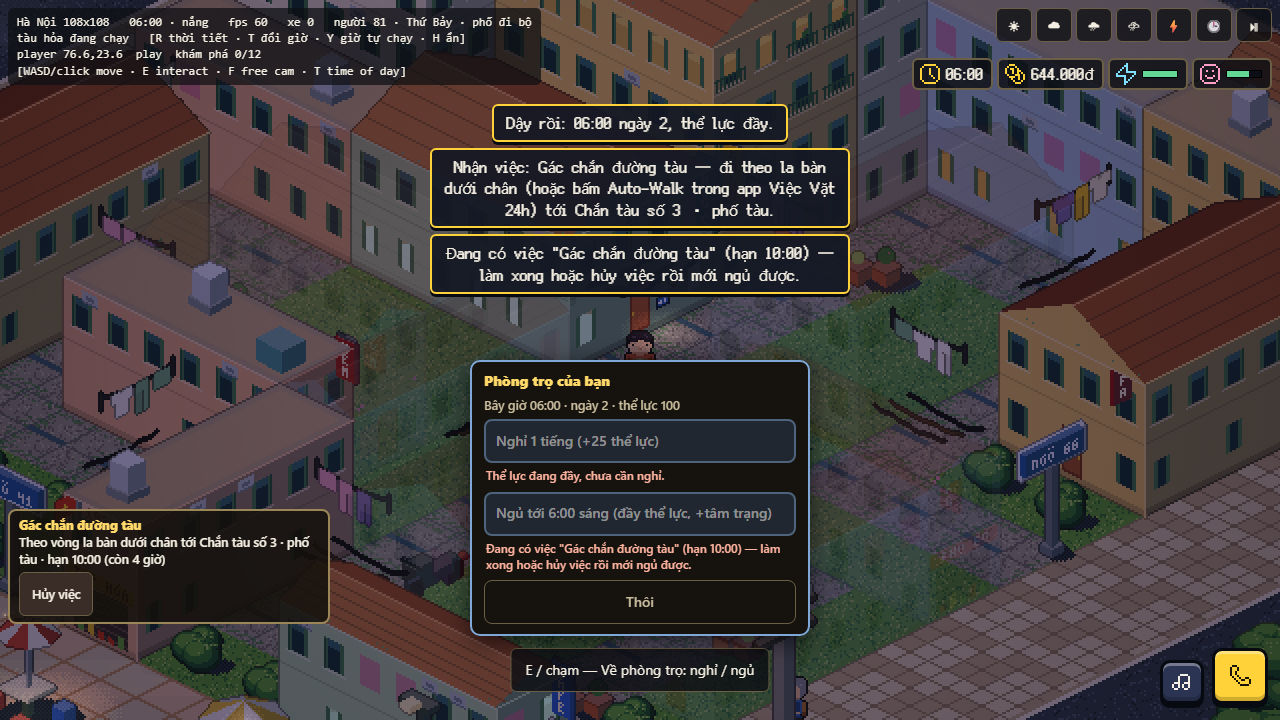 Hà Nội 108x108 06:00 · nắng fps 60 xe 0 người 81 · Thứ Bảy · phố đi bộ
tàu hỏa đang chạy [R thời tiết · T đổi giờ · Y giờ tự chạy · H ẩn]
player 76.6,23.6 play khám phá 0/12
[WASD/click move · E interact · F free cam · T time of day]
06:00
644.000đ
Dậy rồi: 06:00 ngày 2, thể lực đầy.
Nhận việc: Gác chắn đường tàu — đi theo la bàn
dưới chân (hoặc bấm Auto-Walk trong app Việc Vặt
24h) tới Chắn tàu số 3 · phố tàu.
Đang có việc "Gác chắn đường tàu" (hạn 10:00) —
làm xong hoặc hủy việc rồi mới ngủ được.
Phòng trọ của bạn
Bây giờ 06:00 · ngày 2 · thể lực 100
Nghỉ 1 tiếng (+25 thể lực)
Thể lực đang đầy, chưa cần nghỉ.
Ngủ tới 6:00 sáng (đầy thể lực, +tâm trạng)
Đang có việc "Gác chắn đường tàu" (hạn 10:00) — làm
xong hoặc hủy việc rồi mới ngủ được.
Thôi
NGÕ 66
Gác chắn đường tàu
Theo vòng la bàn dưới chân tới Chắn tàu số 3 · phố
tàu · hạn 10:00 (còn 4 giờ)
Hủy việc
E / chạm — Về phòng trọ: nghỉ / ngủ